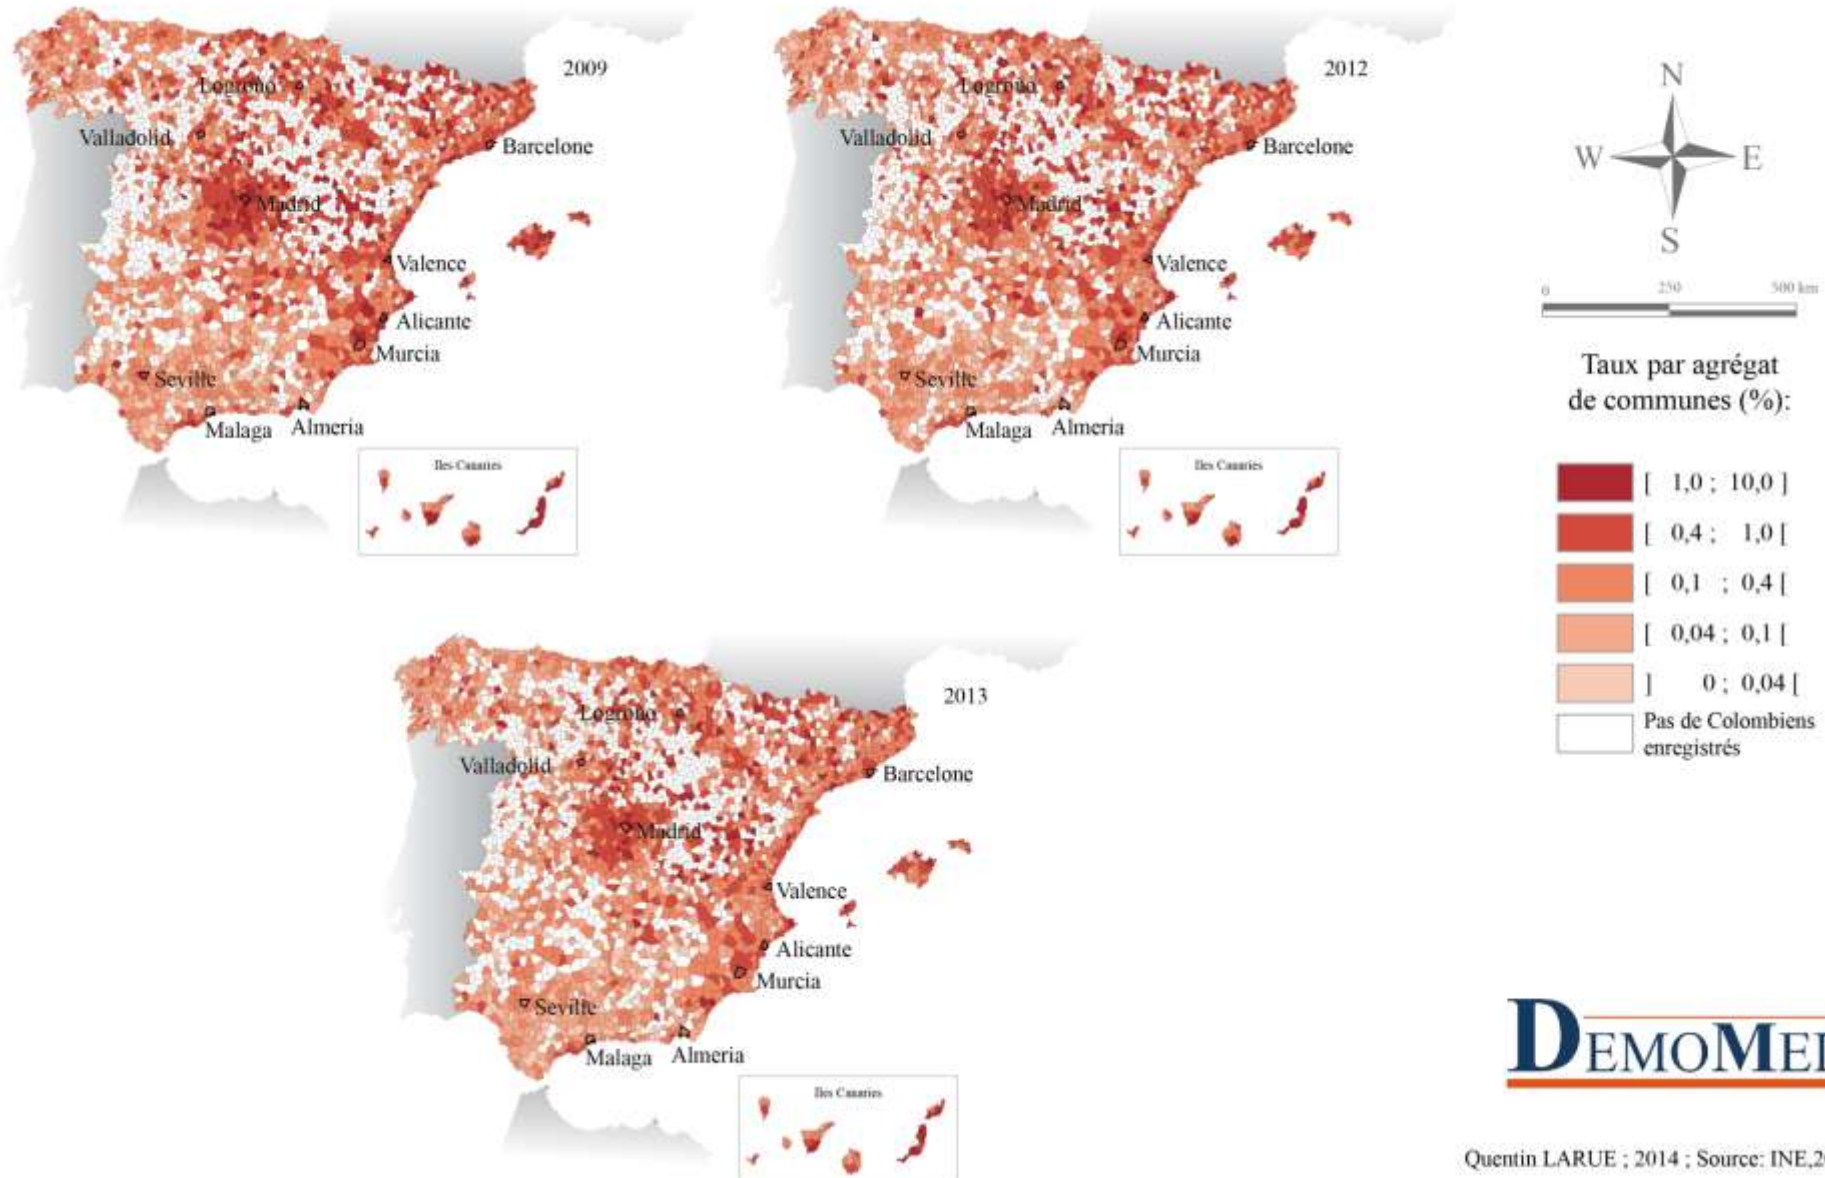 2009
Logroño
Valladolid
Barcelone
Madrid
Valence
Alicante
Murcia
Seville
Malaga
Almeria
Iles Canaries
2012
Logroño
Valladolid
Barcelone
Madrid
Valence
Alicante
Murcia
Seville
Malaga
Almeria
Iles Canaries
N
W
E
S
0 250 500 km
Taux par agrégat
de communes (%):
[ 1,0 ; 10,0 ]
[ 0,4 ; 1,0 [
[ 0,1 ; 0,4 [
[ 0,04 ; 0,1 [
] 0 ; 0,04 [
Pas de Colombiens
enregistrés
2013
Logroño
Valladolid
Barcelone
Madrid
Valence
Alicante
Murcia
Seville
Malaga
Almeria
Iles Canaries
DEMOME
Quentin LARUE ; 2014 ; Source: INE,